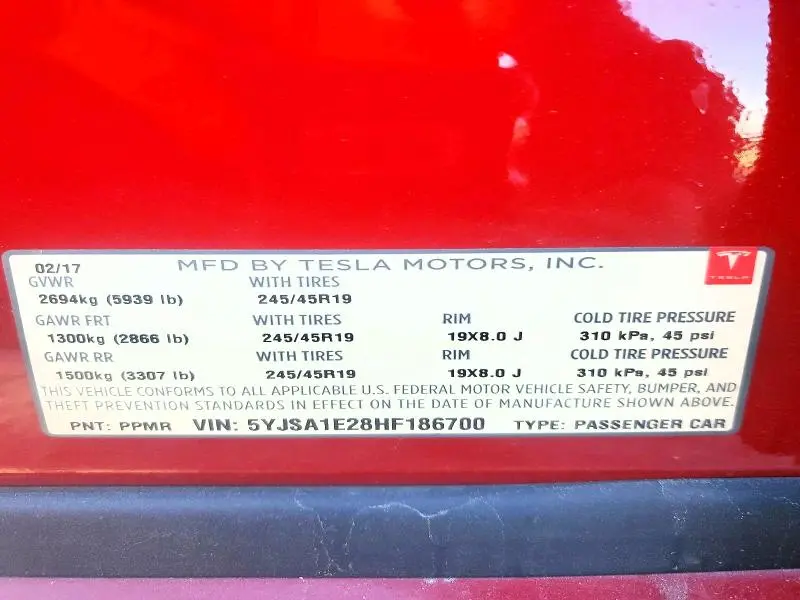 02/17 MFD BY TESLA MOTORS, INC.
GVWR WITH TIRES
2694kg (5939 lb) 245/45R19
GAWR FRT WITH TIRES RIM COLD TIRE PRESSURE
1300kg (2866 lb) 245/45R19 19X8.0 J 310 kPa, 45 psi
GAWR RR WITH TIRES RIM COLD TIRE PRESSURE
1500kg (3307 lb) 245/45R19 19X8.0 J 310 kPa, 45 psi
THIS VEHICLE CONFORMS TO ALL APPLICABLE U.S. FEDERAL MOTOR VEHICLE SAFETY, BUMPER, AND
THEFT PREVENTION STANDARDS IN EFFECT ON THE DATE OF MANUFACTURE SHOWN ABOVE.
PNT: PPMR VIN: 5YJSA1E28HF186700 TYPE: PASSENGER CAR
TESLA